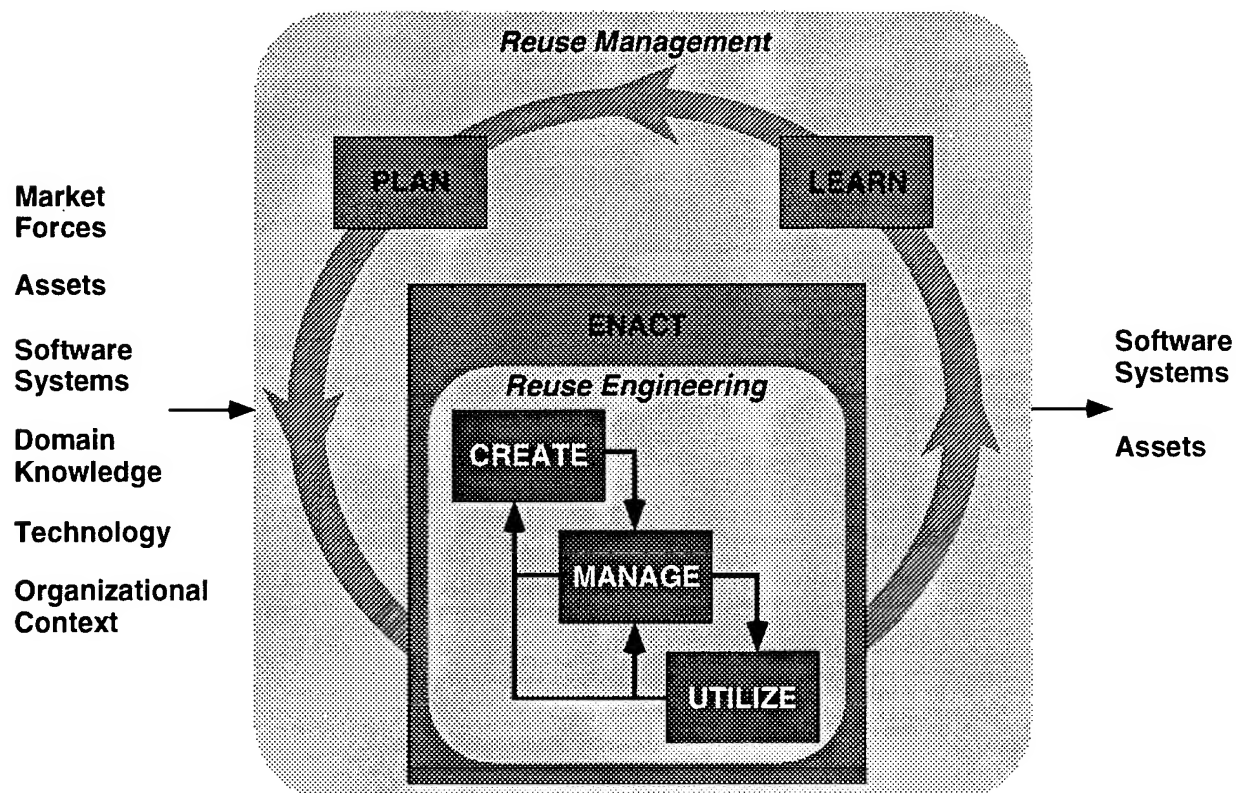 Reuse Management
PLAN
LEARN
Market
Forces
Assets
Software
Systems
Domain
Knowledge
Technology
Organizational
Context
ENACT
Reuse Engineering
CREATE
MANAGE
UTILIZE
Software
Systems
Assets